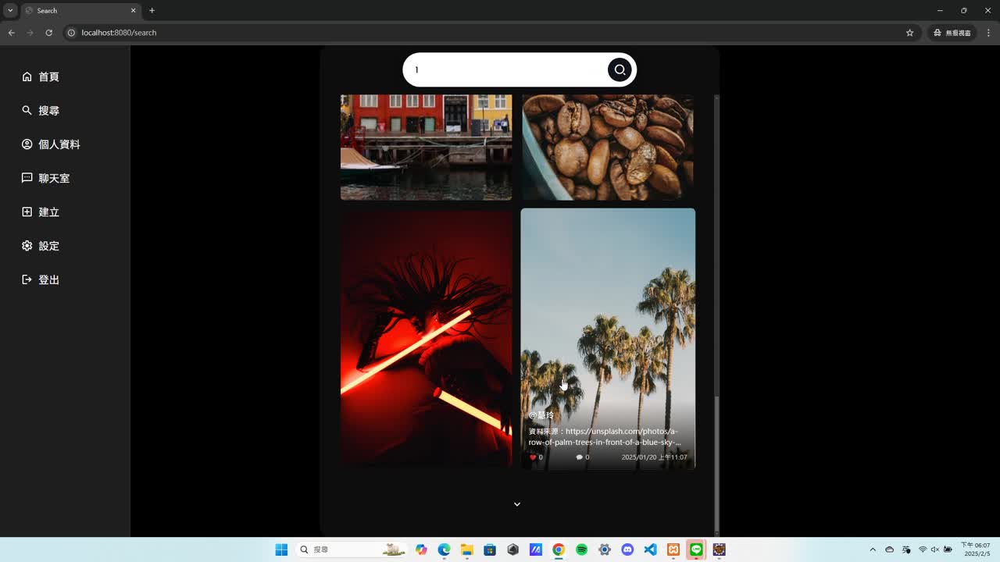 Search
localhost:8080/search
無痕視窗
首頁
搜尋
個人資料
聊天室
建立
設定
登出
1
@慧玲
資料來源：https://unsplash.com/photos/a-
row-of-palm-trees-in-front-of-a-blue-sky-...
0
0
2025/01/20 上午11:07
搜尋
下午 06:07
2025/2/5